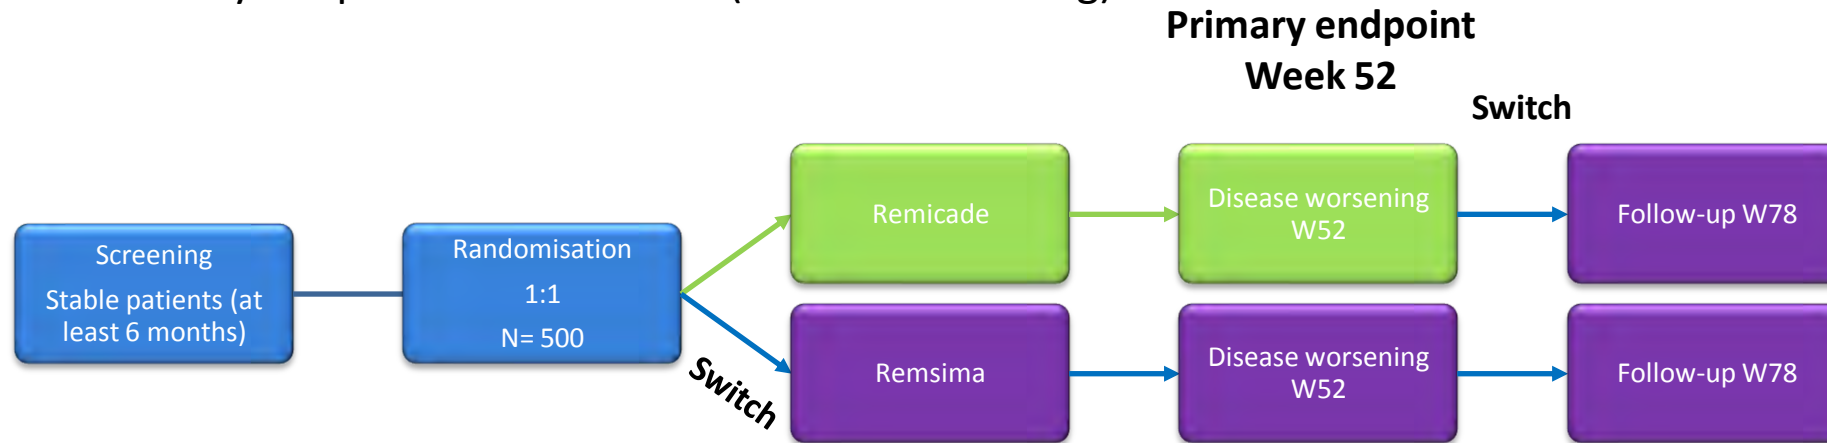 Primary endpoint
Week 52
Switch
Screening
Stable patients (at
least 6 months)
Randomisation
1:1
N= 500
Switch
Remicade
Disease worsening
W52
Follow-up W78
Remsima
Disease worsening
W52
Follow-up W78